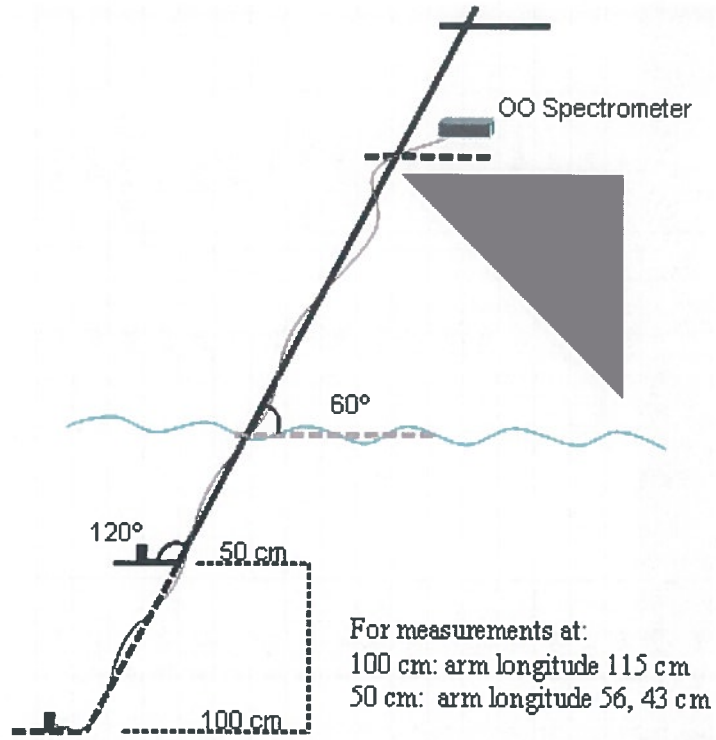 OO Spectrometer
60°
120°
50 cm
100 cm
For measurements at:
100 cm: arm longitude 115 cm
50 cm: arm longitude 56, 43 cm